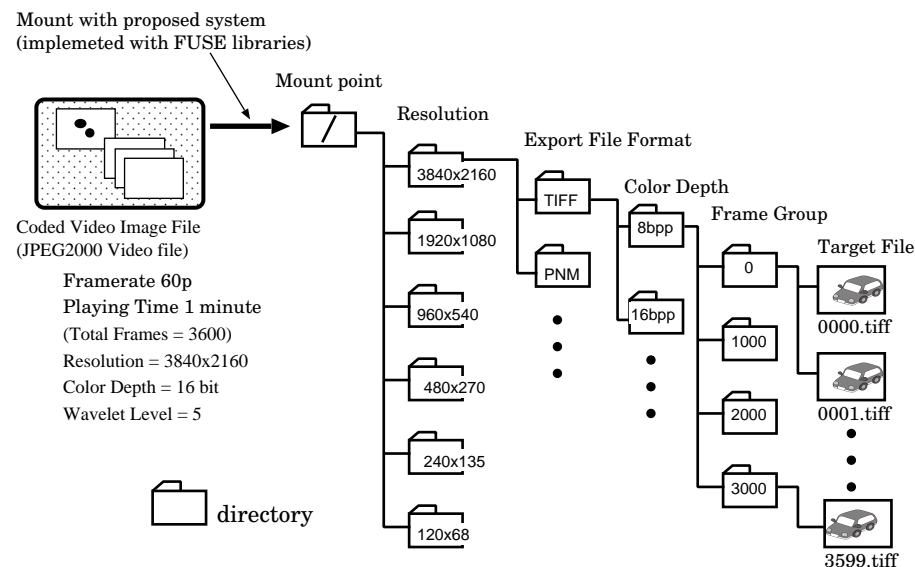 Mount with proposed system
(implemeted with FUSE libraries)
Mount point
/
Resolution
3840x2160
1920x1080
960x540
480x270
240x135
120x68
Export File Format
TIFF
PNM
Color Depth
8bpp
16bpp
Frame Group
0
1000
2000
3000
Target File
0000.tiff
0001.tiff
3599.tiff
Coded Video Image File
(JPEG2000 Video file)
Framerate 60p
Playing Time 1 minute
(Total Frames = 3600)
Resolution = 3840x2160
Color Depth = 16 bit
Wavelet Level = 5
directory